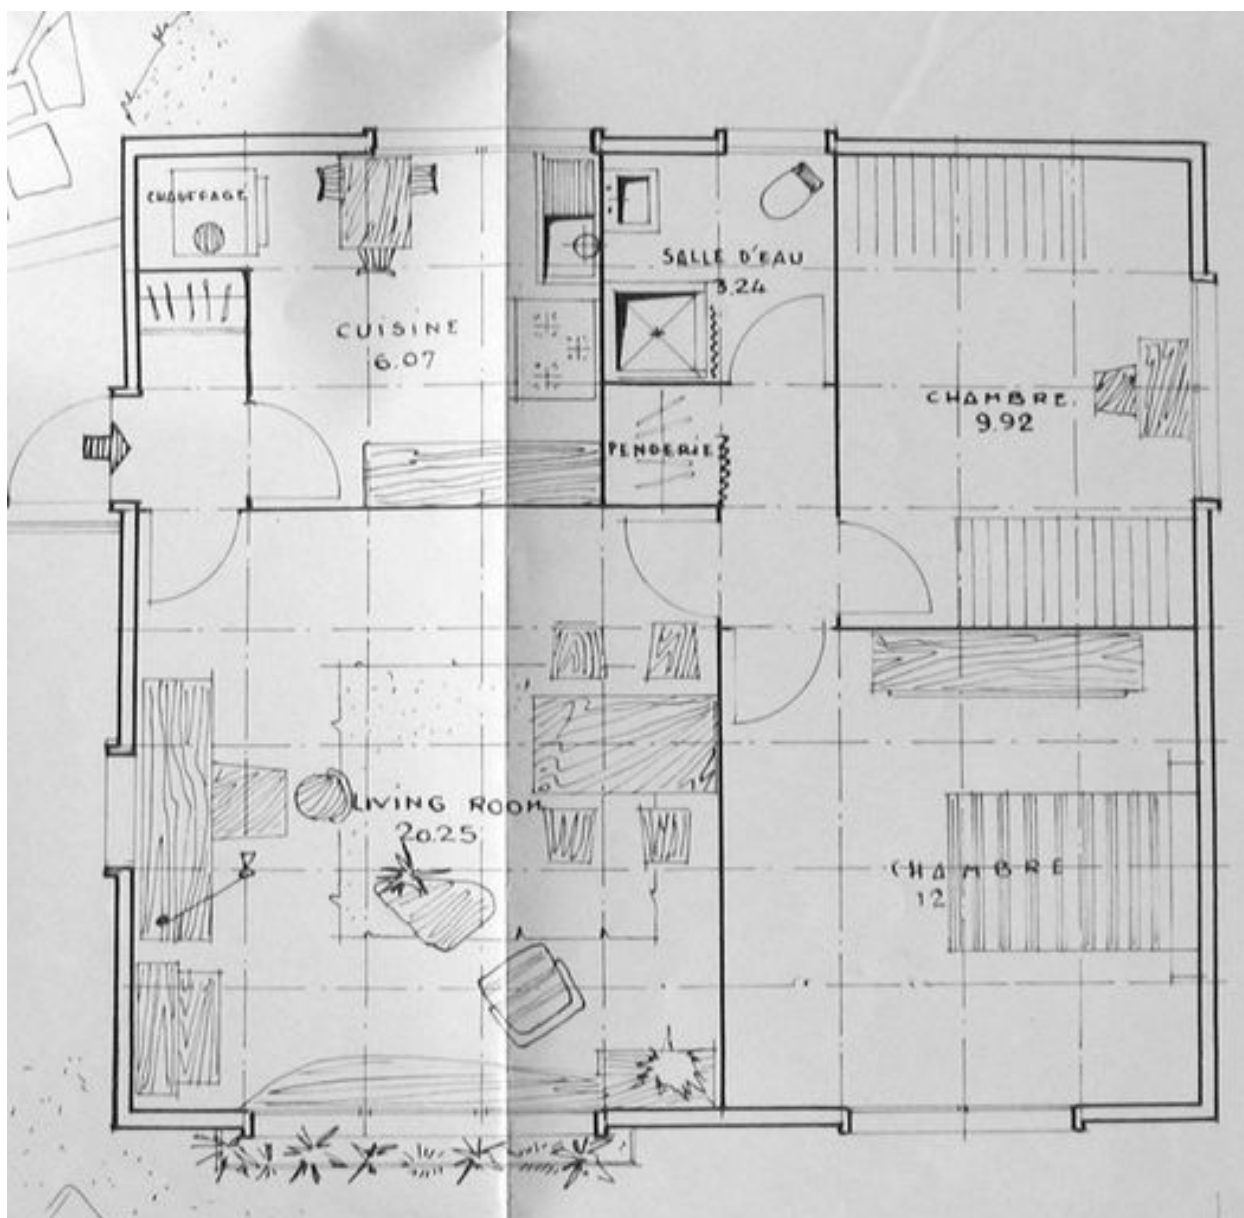 CHAUFFAGE
SALLE D'EAU
3.24
CUISINE
6.07
CHAMBRE
9.92
PENDERIE
LIVING ROOM
20.25
CHAMBRE
12